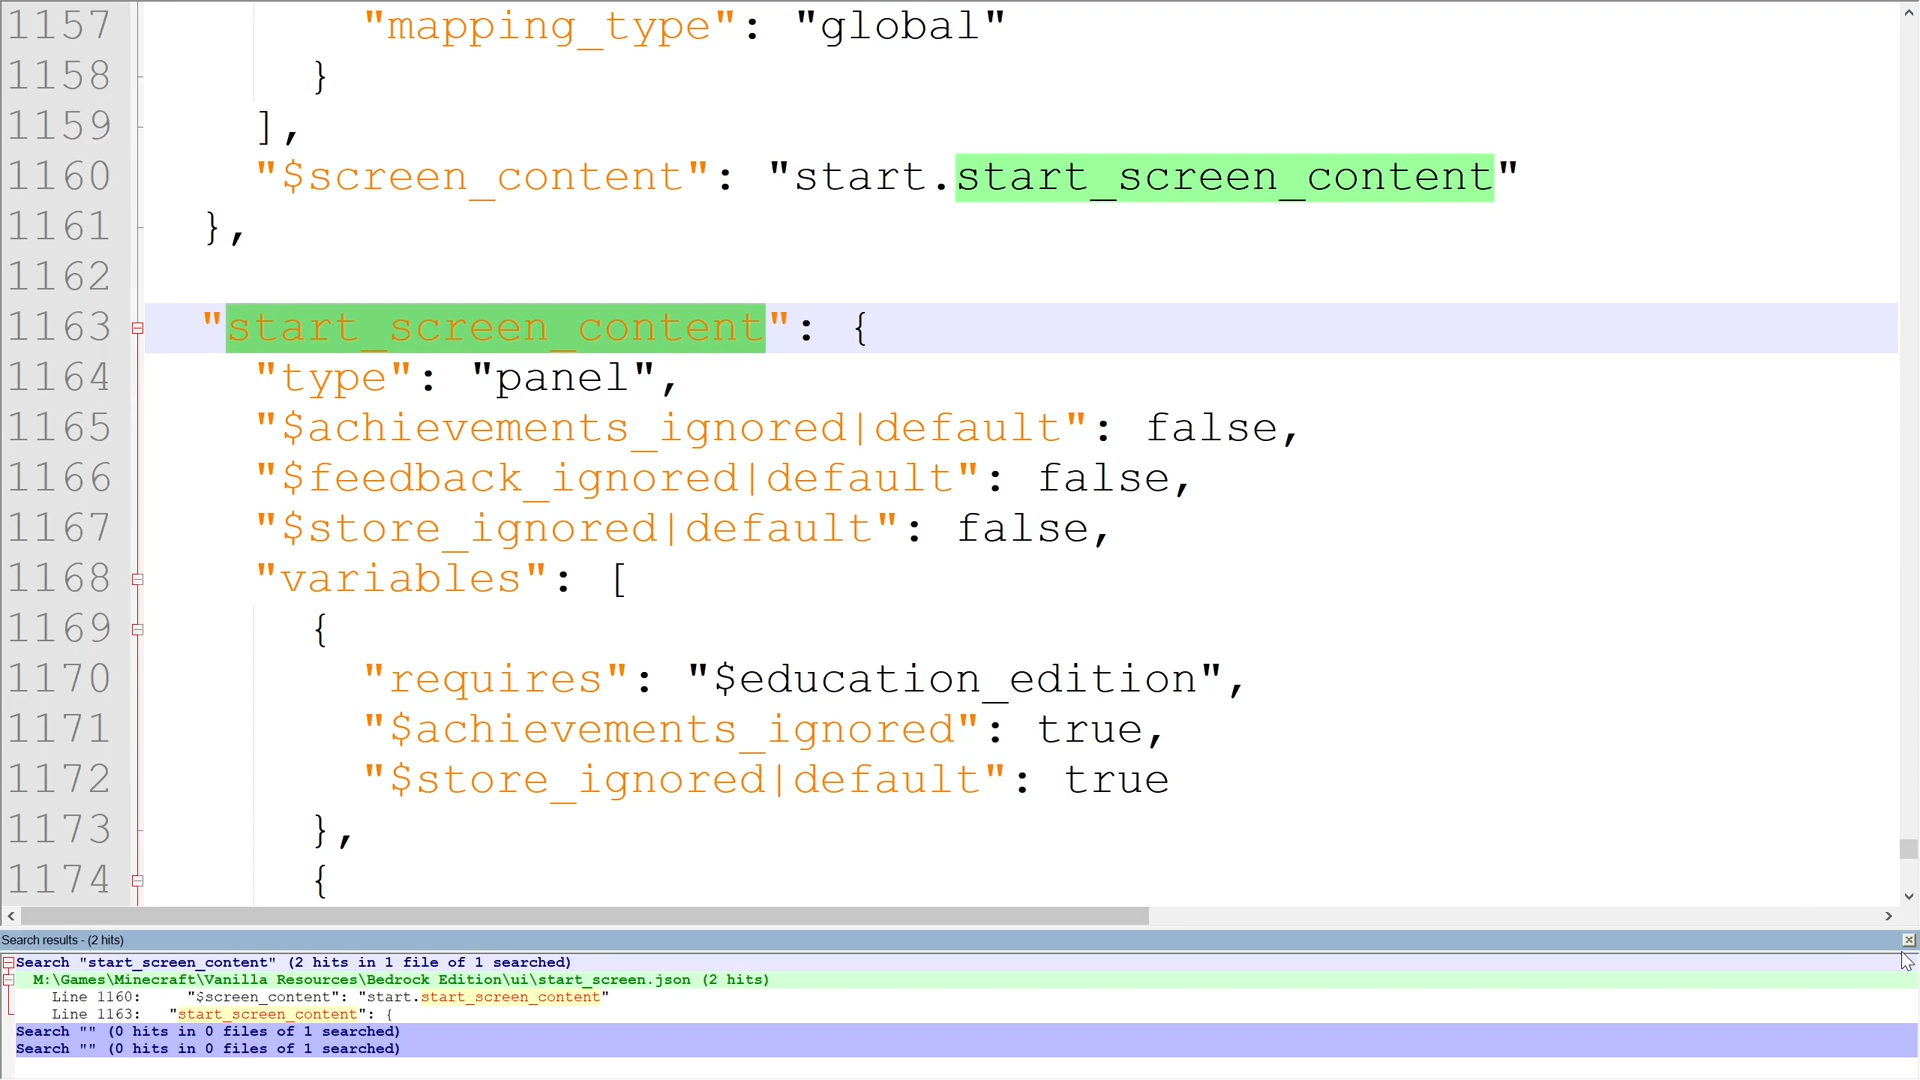 1157 "mapping_type": "global"
1158 }
1159 ],
1160 "$screen_content": "start.start_screen_content"
1161 },
1162
1163 "start_screen_content": {
1164 "type": "panel",
1165 "$achievements_ignored|default": false,
1166 "$feedback_ignored|default": false,
1167 "$store_ignored|default": false,
1168 "variables": [
1169 {
1170 "requires": "$education_edition",
1171 "$achievements_ignored": true,
1172 "$store_ignored|default": true
1173 },
1174 {
Search results - (2 hits)
Search "start_screen_content" (2 hits in 1 file of 1 searched)
M:\Games\Minecraft\Vanilla Resources\Bedrock Edition\ui\start_screen.json (2 hits)
Line 1160: "$screen_content": "start.start_screen_content"
Line 1163: "start_screen_content": {
Search "" (0 hits in 0 files of 1 searched)
Search "" (0 hits in 0 files of 1 searched)